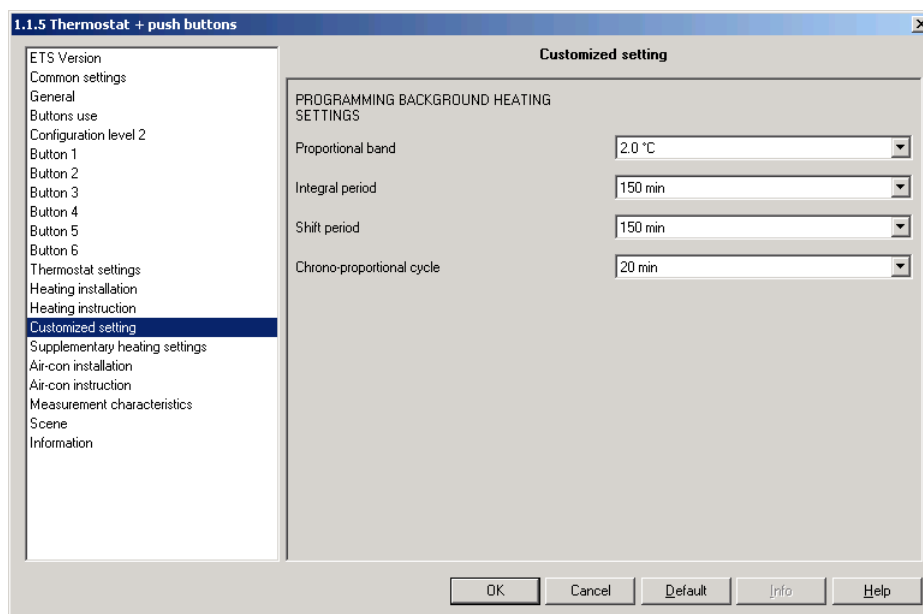 1.1.5 Thermostat + push buttons
ETS Version
Common settings
General
Buttons use
Configuration level 2
Button 1
Button 2
Button 3
Button 4
Button 5
Button 6
Thermostat settings
Heating installation
Heating instruction
Customized setting
Supplementary heating settings
Air-con installation
Air-con instruction
Measurement characteristics
Scene
Information
Customized setting
PROGRAMMING BACKGROUND HEATING
SETTINGS
Proportional band 2.0 °C
Integral period 150 min
Shift period 150 min
Chrono-proportional cycle 20 min
OK Cancel Default Info Help